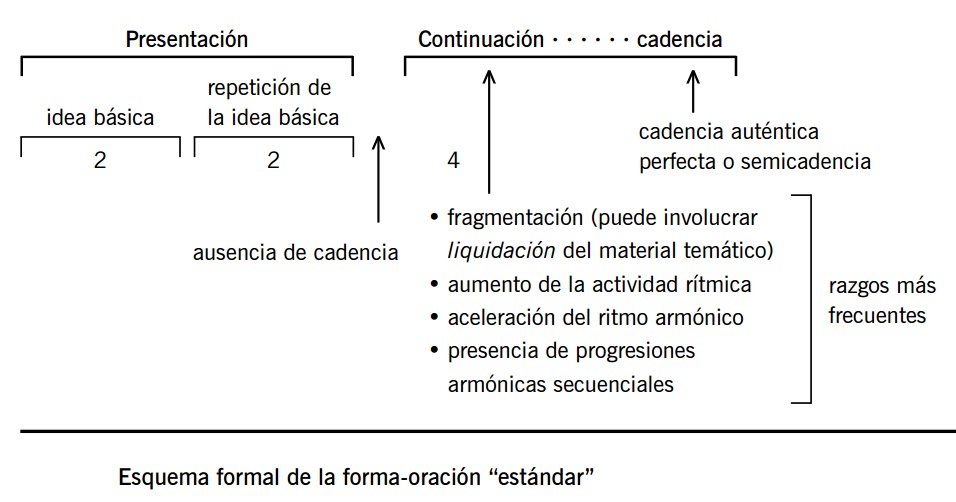 Presentación
Continuación · · · · · · cadencia
idea básica
repetición de
la idea básica
2
2
4
ausencia de cadencia
cadencia auténtica
perfecta o semicadencia
• fragmentación (puede involucrar
liquidación del material temático)
• aumento de la actividad rítmica
• aceleración del ritmo armónico
• presencia de progresiones
armónicas secuenciales
razgos más
frecuentes
Esquema formal de la forma-oración “estándar”